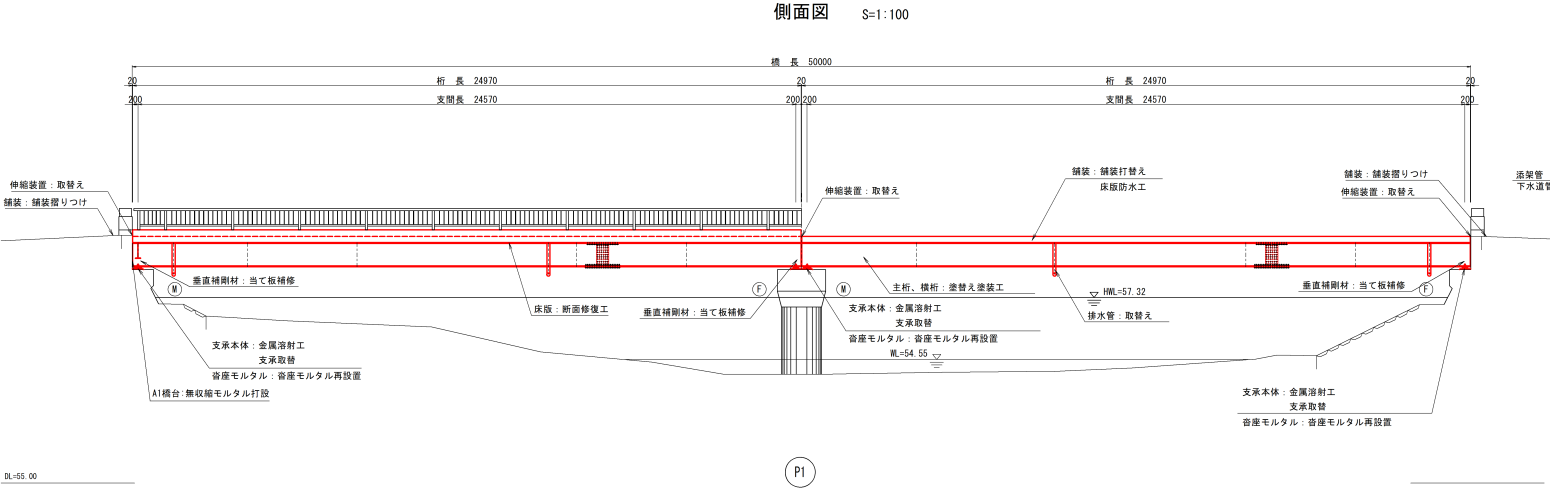 側面図 S=1:100
橋 長 50000
20 桁 長 24970 20 桁 長 24970 20
200 支間長 24570 200 200 支間長 24570 200
伸縮装置：取替え
舗装：舗装摺りつけ
伸縮装置：取替え
舗装：舗装打替え
床版防水工
舗装：舗装摺りつけ
伸縮装置：取替え
添架管
下水道管
垂直補剛材：当て板補修
M
床版：断面修復工
F
垂直補剛材：当て板補修
M
主桁、横桁：塗替え塗装工
HWL=57.32
排水管：取替え
垂直補剛材：当て板補修
F
支承本体：金属溶射工
支承取替
沓座モルタル：沓座モルタル再設置
WL=54.55
支承本体：金属溶射工
支承取替
沓座モルタル：沓座モルタル再設置
A1橋台:無収縮モルタル打設
支承本体：金属溶射工
支承取替
沓座モルタル：沓座モルタル再設置
P1
DL=55.00